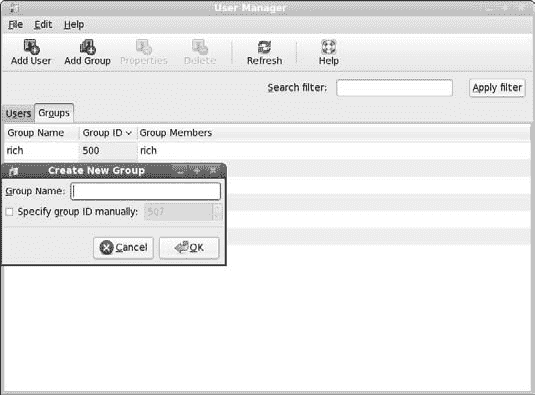 User Manager
File Edit Help
Add User Add Group Properties Delete Refresh Help
Search filter: Apply filter
Users Groups
Group Name Group ID Group Members
rich 500 rich
Create New Group
Group Name:
Specify group ID manually: 507
Cancel OK